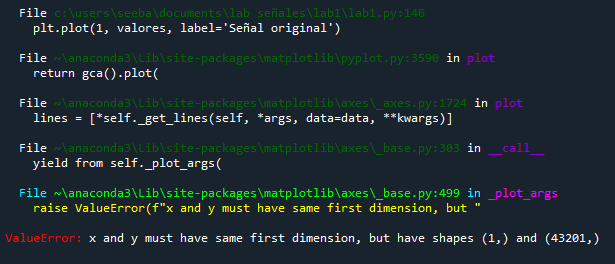 File c:\users\seeba\documents\lab señales\lab1\lab1.py:146
plt.plot(1, valores, label='Señal original')
File ~\anaconda3\Lib\site-packages\matplotlib\pyplot.py:3590 in plot
return gca().plot(
File ~\anaconda3\Lib\site-packages\matplotlib\axes\_axes.py:1724 in plot
lines = [*self._get_lines(self, *args, data=data, **kwargs)]
File ~\anaconda3\Lib\site-packages\matplotlib\axes\_base.py:303 in __call__
yield from self._plot_args(
File ~\anaconda3\Lib\site-packages\matplotlib\axes\_base.py:499 in _plot_args
raise ValueError(f"x and y must have same first dimension, but "
ValueError: x and y must have same first dimension, but have shapes (1,) and (43201,)